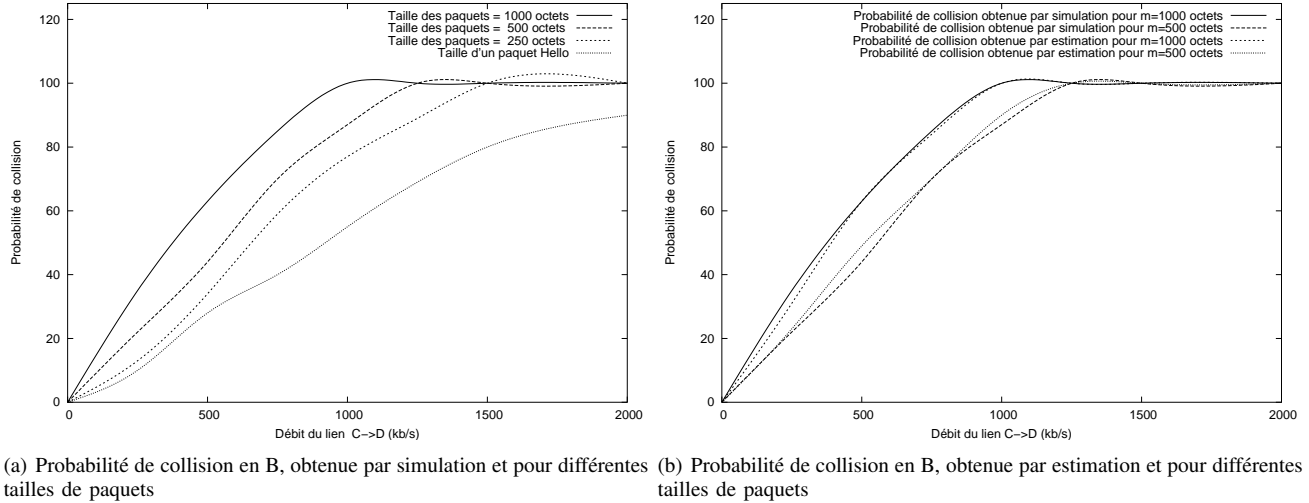 Taille des paquets = 1000 octets
Taille des paquets = 500 octets
Taille des paquets = 250 octets
Taille d'un paquet Hello
120
100
80
60
40
20
0
Probabilité de collision
0 500 1000 1500 2000
Débit du lien C->D (kb/s)
(a) Probabilité de collision en B, obtenue par simulation et pour différentes
tailles de paquets
Probabilité de collision obtenue par simulation pour m=1000 octets
Probabilité de collision obtenue par simulation pour m=500 octets
Probabilité de collision obtenue par estimation pour m=1000 octets
Probabilité de collision obtenue par estimation pour m=500 octets
120
100
80
60
40
20
0
Probabilité de collision
0 500 1000 1500 2000
Débit du lien C->D (kb/s)
(b) Probabilité de collision en B, obtenue par estimation et pour différentes
tailles de paquets